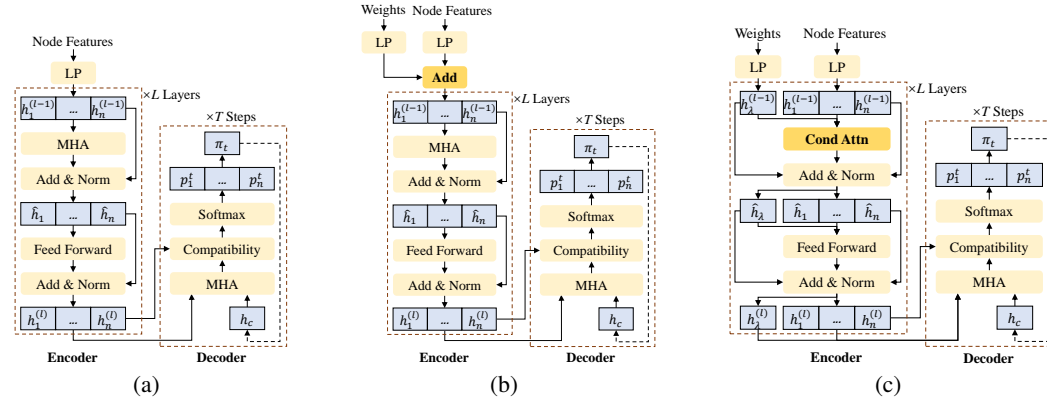 Node Features
LP
×L Layers
h_1^{(l-1)} ... h_n^{(l-1)}
MHA
Add & Norm
ĥ_1 ... ĥ_n
Feed Forward
Add & Norm
h_1^{(l)} ... h_n^{(l)}
Encoder
×T Steps
π_t
p_1^t ... p_n^t
Softmax
Compatibility
MHA
h_c
Decoder
(a)
Weights
Node Features
LP
LP
Add
×L Layers
h_1^{(l-1)} ... h_n^{(l-1)}
MHA
Add & Norm
ĥ_1 ... ĥ_n
Feed Forward
Add & Norm
h_1^{(l)} ... h_n^{(l)}
Encoder
×T Steps
π_t
p_1^t ... p_n^t
Softmax
Compatibility
MHA
h_c
Decoder
(b)
Weights
Node Features
LP
LP
×L Layers
h_λ^{(l-1)} h_1^{(l-1)} ... h_n^{(l-1)}
Cond Attn
Add & Norm
ĥ_λ ĥ_1 ... ĥ_n
Feed Forward
Add & Norm
h_λ^{(l)} h_1^{(l)} ... h_n^{(l)}
Encoder
×T Steps
π_t
p_1^t ... p_n^t
Softmax
Compatibility
MHA
h_c
Decoder
(c)